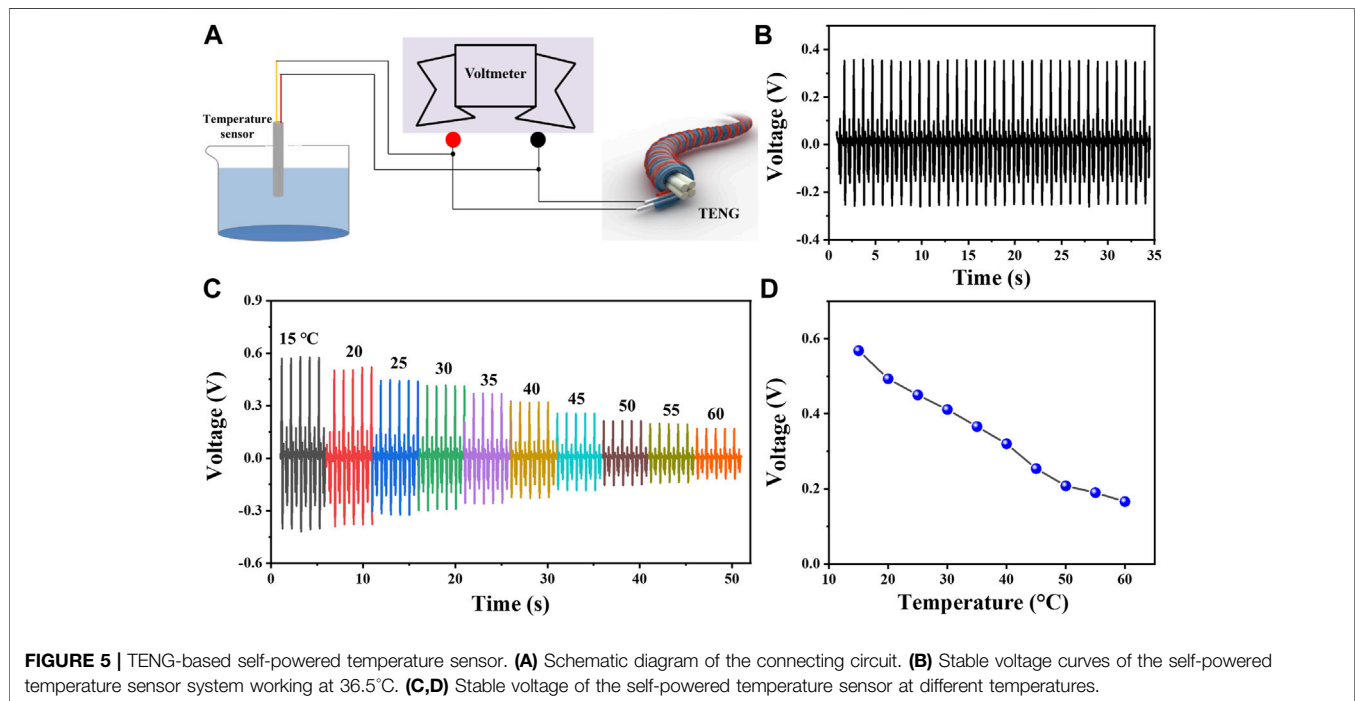 A
Voltmeter
Temperature
sensor
TENG
B
Voltage (V)
0.4
0.2
0.0
-0.2
-0.4
0 5 10 15 20 25 30 35
Time (s)
C
Voltage (V)
0.9
0.6
0.3
0.0
-0.3
-0.6
15 °C
20
25
30
35
40
45
50
55
60
0 10 20 30 40 50
Time (s)
D
Voltage (V)
0.6
0.4
0.2
0.0
10 20 30 40 50 60
Temperature (°C)
FIGURE 5 | TENG-based self-powered temperature sensor. (A) Schematic diagram of the connecting circuit. (B) Stable voltage curves of the self-powered
temperature sensor system working at 36.5°C. (C,D) Stable voltage of the self-powered temperature sensor at different temperatures.